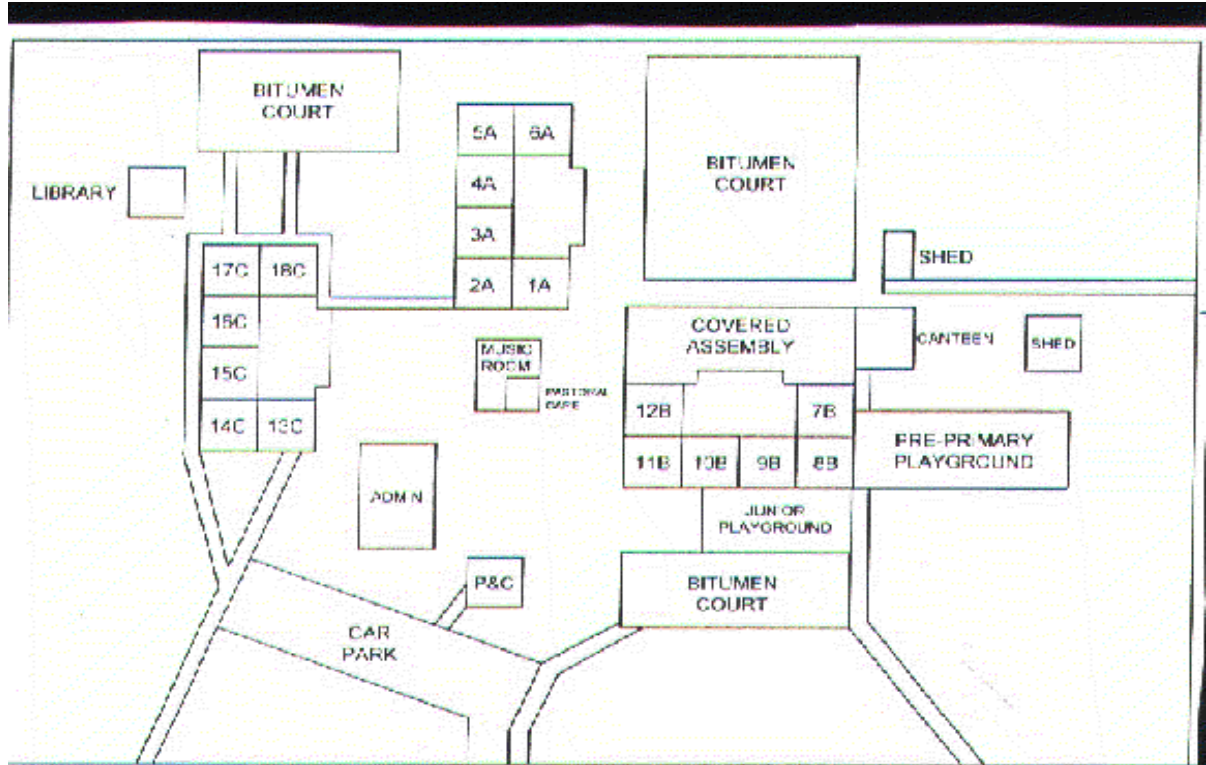 BITUMEN
COURT
5A 6A
BITUMEN
COURT
LIBRARY
4A
3A
17C 18C
SHED
2A 1A
16C
COVERED
ASSEMBLY
CANTEEN
SHED
MUSIC
ROOM
15C
PASTORAL
CARE
14C 13C
12B 7B
PRE-PRIMARY
PLAYGROUND
11B 10B 9B 8B
ADMIN
JUNIOR
PLAYGROUND
P&C
BITUMEN
COURT
CAR
PARK